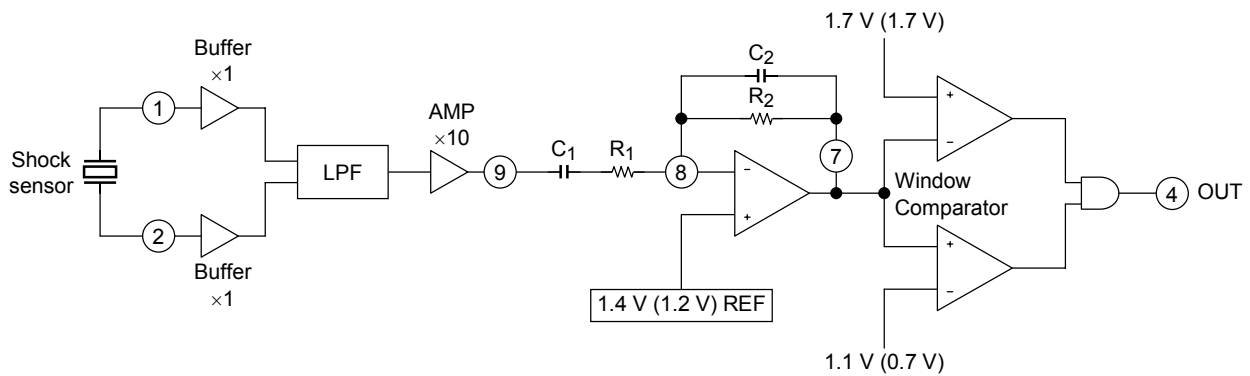 1.7 V (1.7 V)
Buffer
×1
C2
R2
AMP
×10
1
+
−
Shock
sensor
LPF
9
C1
R1
8
7
−
+
Window
Comparator
4
OUT
2
Buffer
×1
+
−
1.4 V (1.2 V) REF
1.1 V (0.7 V)